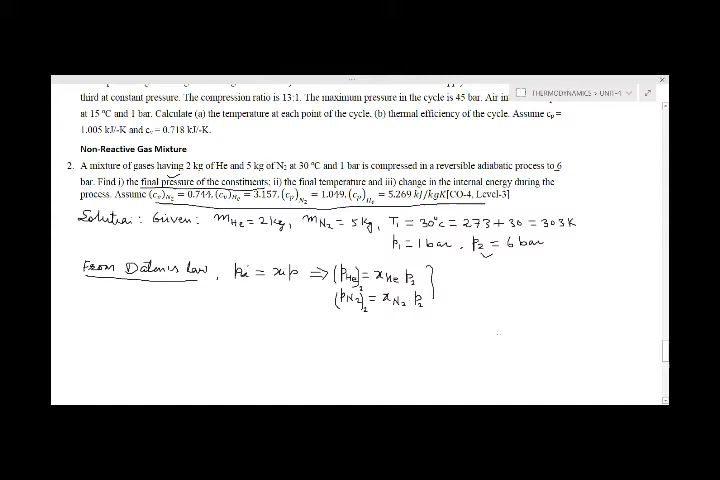 third at constant pressure. The compression ratio is 13:1. The maximum pressure in the cycle is 45 bar. Air in
THERMODYNAMICS > UNIT-4
at 15 ºC and 1 bar. Calculate (a) the temperature at each point of the cycle, (b) thermal efficiency of the cycle. Assume cₚ =
1.005 kJ/-K and cᵥ = 0.718 kJ/-K.
Non-Reactive Gas Mixture
2. A mixture of gases having 2 kg of He and 5 kg of N₂ at 30 ºC and 1 bar is compressed in a reversible adiabatic process to 6
bar. Find i) the final pressure of the constituents; ii) the final temperature and iii) change in the internal energy during the
process. Assume (cᵥ)N₂ = 0.744, (cᵥ)He = 3.157, (cₚ)N₂ = 1.049, (cₚ)He = 5.269 kJ/kgK[CO-4, Level-3]
Solution: Given: mHe = 2 kg, mN₂ = 5 kg, T₁ = 30°C = 273 + 30 = 303 K
p₁ = 1 bar, p₂ = 6 bar
From Dalton's law, pᵢ = xᵢ p ⟹ (pHe)₂ = xHe p₂
(pN₂)₂ = xN₂ · p₂